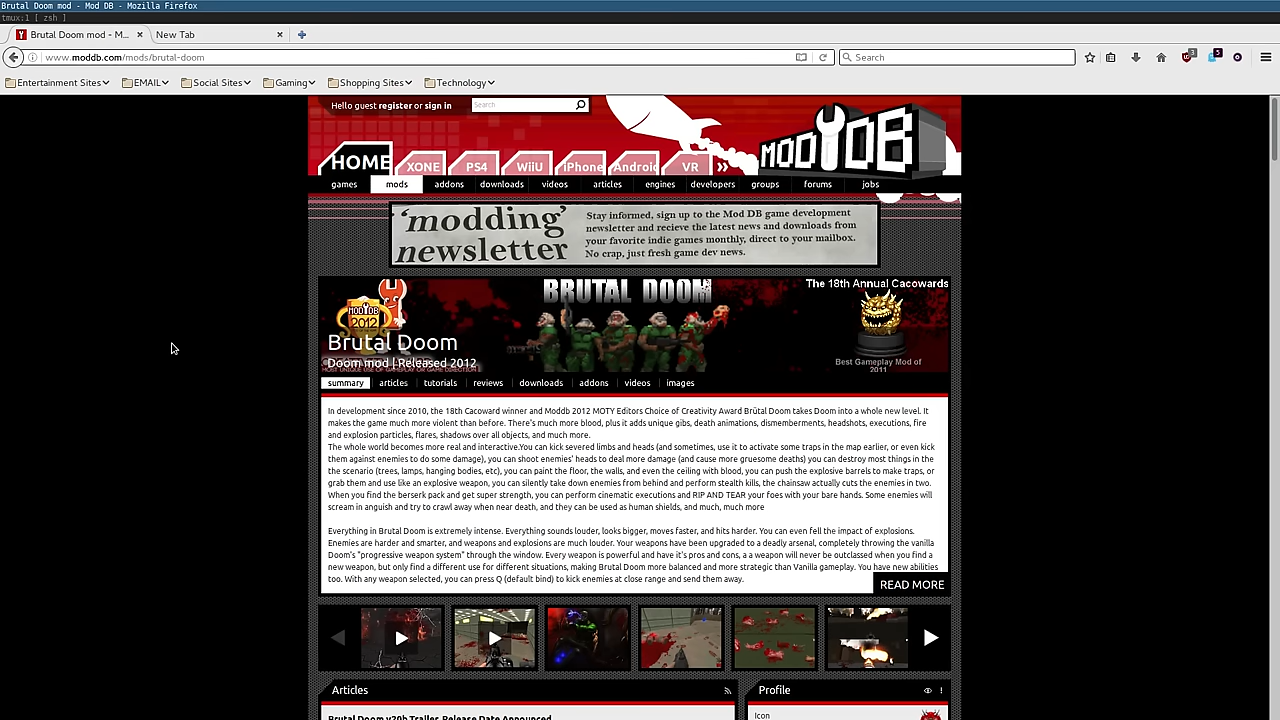 Brutal Doom mod - Mod DB - Mozilla Firefox
tmux:1 [ zsh ]
Brutal Doom mod - M... × New Tab ×
www.moddb.com/mods/brutal-doom Search 3 5
Entertainment Sites EMAIL Social Sites Gaming Shopping Sites Technology
Hello guest register or sign in Search
MODDB
HOME XONE PS4 WiiU iPhone Android VR »
games mods addons downloads videos articles engines developers groups forums jobs
'modding' newsletter
Stay informed, sign up to the Mod DB game development
newsletter and recieve the latest news and downloads from
your favorite indie games monthly, direct to your mailbox.
No crap, just fresh game dev news.
BRUTAL DOOM
The 18th Annual Cacowards
MODDB
2012
Brutal Doom
Doom mod | Released 2012
Best Gameplay Mod of
2011
summary articles tutorials reviews downloads addons videos images
In development since 2010, the 18th Cacoward winner and Moddb 2012 MOTY Editors Choice of Creativity Award Brütal Doom takes Doom into a whole new level. It
makes the game much more violent than before. There's much more blood, plus it adds unique gibs, death animations, dismemberments, headshots, executions, fire
and explosion particles, flares, shadows over all objects, and much more.
The whole world becomes more real and interactive.You can kick severed limbs and heads (and sometimes, use it to activate some traps in the map earlier, or even kick
them against enemies to do some damage), you can shoot enemies' heads to deal more damage (and cause more gruesome deaths) you can destroy most things in the
the scenario (trees, lamps, hanging bodies, etc), you can paint the floor, the walls, and even the ceiling with blood, you can push the explosive barrels to make traps, or
grab them and use like an explosive weapon, you can silently take down enemies from behind and perform stealth kills, the chainsaw actually cuts the enemies in two.
When you find the berserk pack and get super strength, you can perform cinematic executions and RIP AND TEAR your foes with your bare hands. Some enemies will
scream in anguish and try to crawl away when near death, and they can be used as human shields, and much, much more
Everything in Brutal Doom is extremely intense. Everything sounds louder, looks bigger, moves faster, and hits harder. You can even fell the impact of explosions.
Enemies are harder and smarter, and weapons and explosions are much louder. Your weapons have been upgraded to a deadly arsenal, completely throwing the vanilla
Doom's "progressive weapon system" through the window. Every weapon is powerful and have it's pros and cons, a a weapon will never be outclassed when you find a
new weapon, but only find a different use for different situations, making Brutal Doom more balanced and more strategic than Vanilla gameplay. You have new abilities
too. With any weapon selected, you can press Q (default bind) to kick enemies at close range and send them away.
READ MORE
Articles
Profile
Brutal Doom v20b Trailer, Release Date Announced
Icon